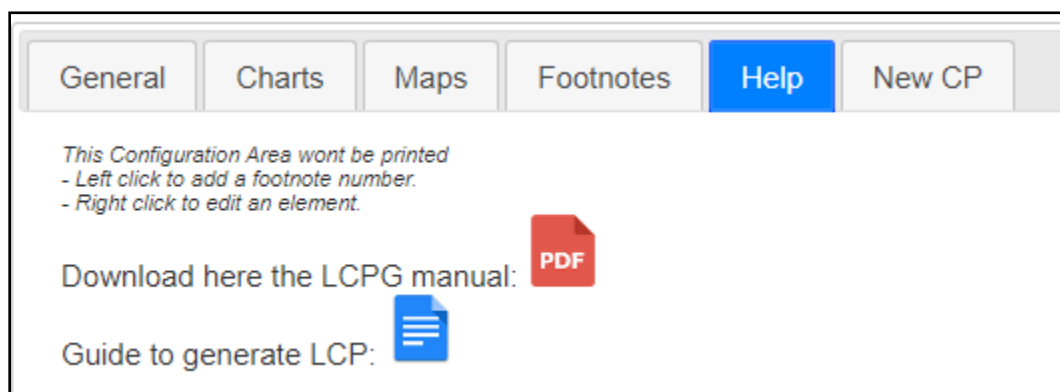 General Charts Maps Footnotes Help New CP
This Configuration Area wont be printed
- Left click to add a footnote number.
- Right click to edit an element.
Download here the LCPG manual: PDF
Guide to generate LCP: